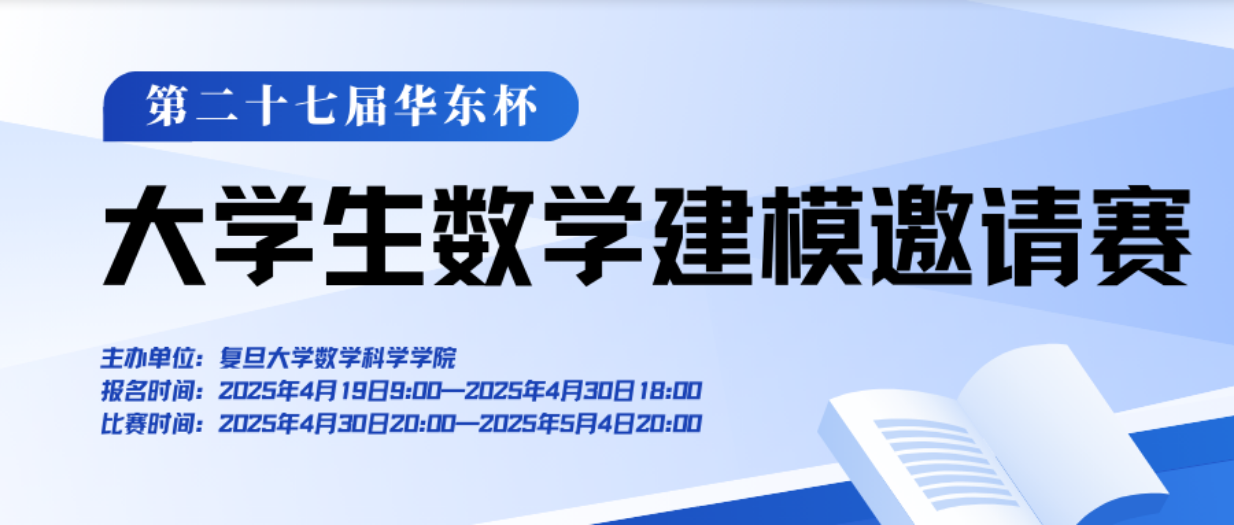 第二十七届华东杯
大学生数学建模邀请赛
主办单位：复旦大学数学科学学院
报名时间：2025年4月19日9:00—2025年4月30日18:00
比赛时间：2025年4月30日20:00—2025年5月4日20:00